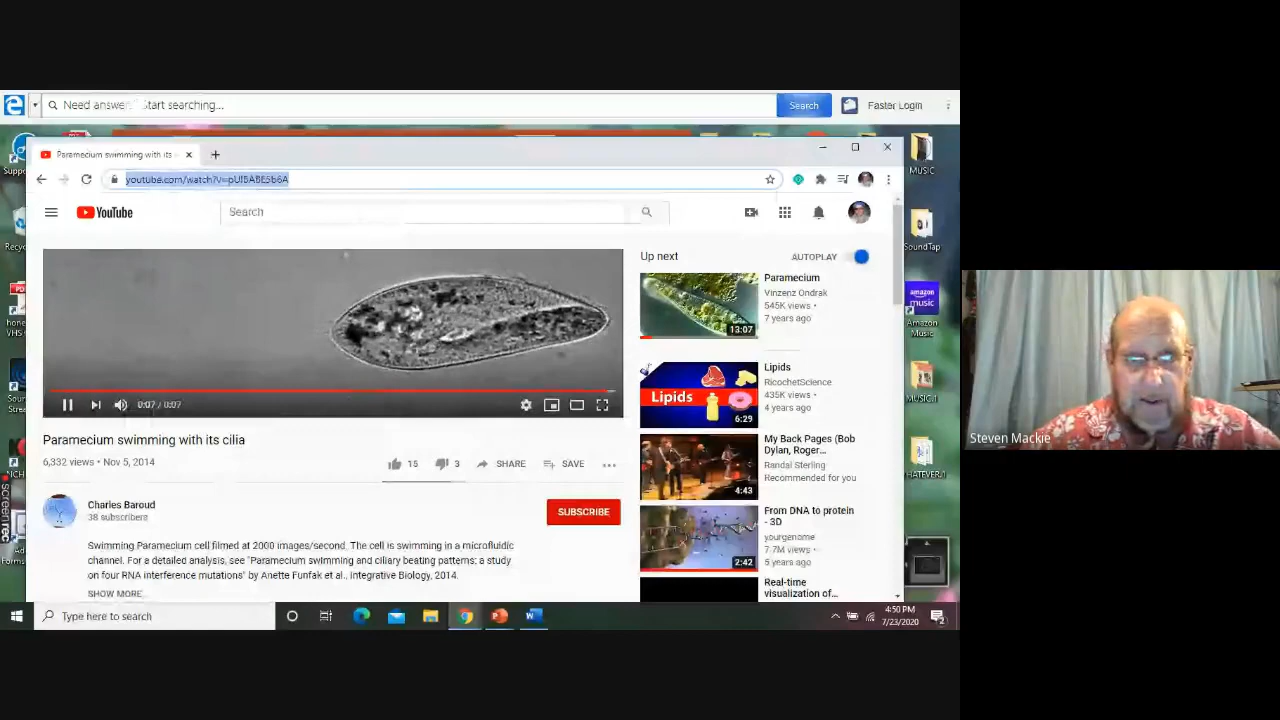 Need answer Start searching...
Search
Faster Login
Paramecium swimming with its
MUSIC
youtube.com/watch?v=pUf8ABE5b6A
YouTube
Search
Up next
AUTOPLAY
SoundTap
Paramecium
Vinzenz Ondrak
545K views •
7 years ago
13:07
amazon
music
Amazon
Music
Lipids
RicochetScience
435K views •
4 years ago
Lipids
6:29
0:07 / 0:07
Paramecium swimming with its cilia
6,332 views • Nov 5, 2014
15
3
SHARE
SAVE
My Back Pages (Bob
Dylan, Roger...
Randal Sterling
Recommended for you
4:43
Steven Mackie
screenrec
Charles Baroud
38 subscribers
SUBSCRIBE
From DNA to protein
- 3D
yourgenome
7.7M views •
5 years ago
2:42
Swimming Paramecium cell filmed at 2000 images/second. The cell is swimming in a microfluidic
channel. For a detailed analysis, see "Paramecium swimming and ciliary beating patterns: a study
on four RNA interference mutations" by Anette Funfak et al., Integrative Biology, 2014.
SHOW MORE
Real-time
visualization of...
Type here to search
4:50 PM
7/23/2020